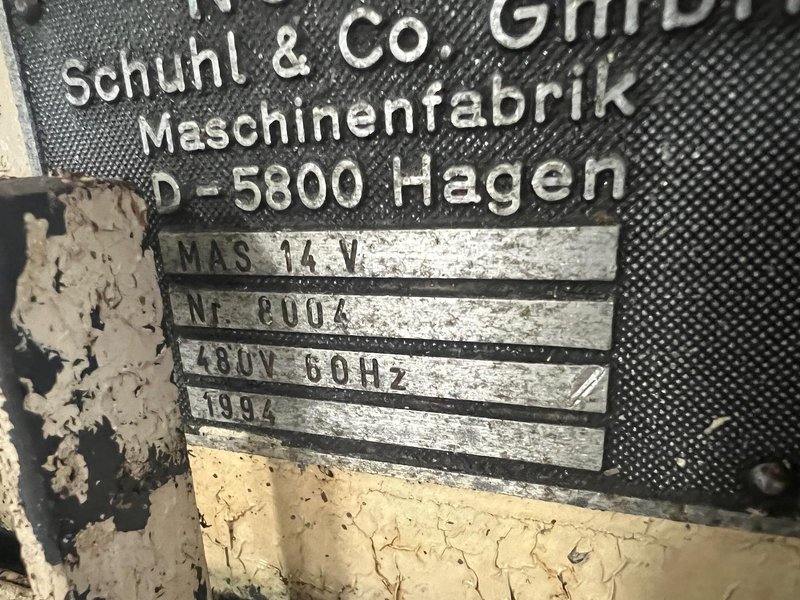 Schuhl & Co. GmbH
Maschinenfabrik
D-5800 Hagen
MAS 14 V
Nr. 8004
480V 60Hz
1994